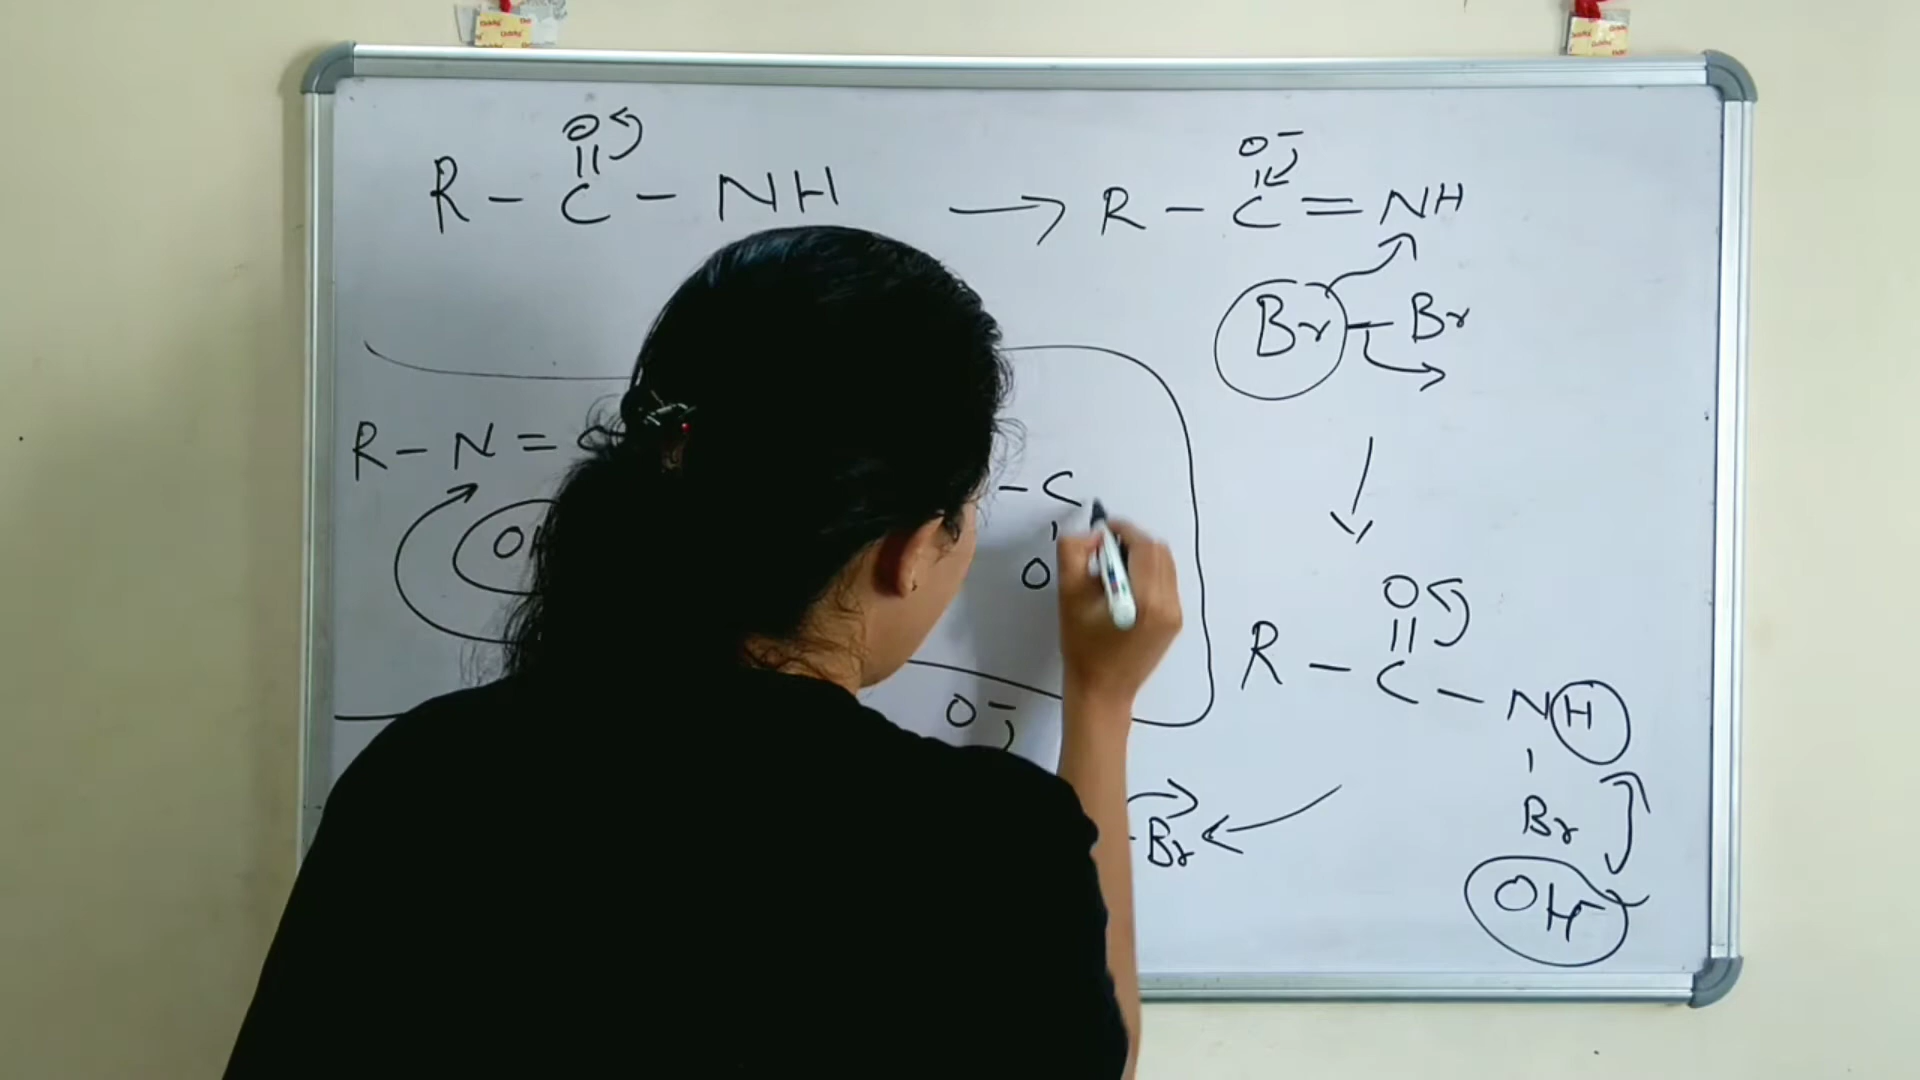 O O⁻
||
R - C - NH → R - C = NH
Br - Br
R - N = C - C
OH O
O
||
R - C - NH
O⁻
Br Br
OH⁻